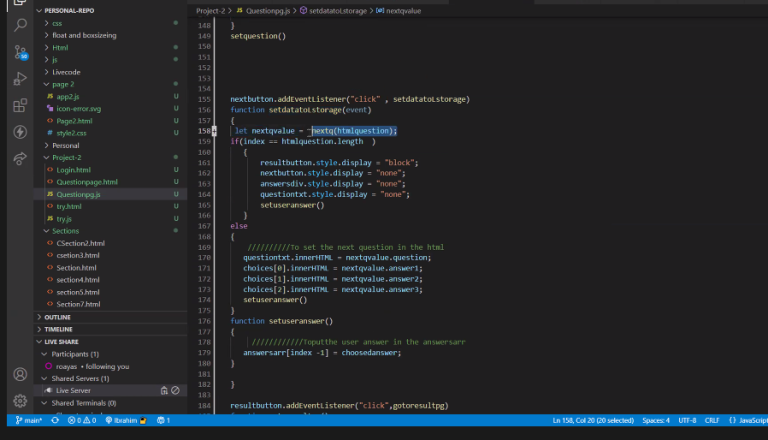 PERSONAL-REPO
css
float and boxsizeing
Html
js
Livecode
page 2
JS app2.js U
icon-error.svg U
Page2.html U
# style2.css U
Personal
Project-2
Login.html U
Questionpage.html U
JS Questionpg.js U
try.html U
JS try.js U
Sections
CSection2.html
csetion3.html
Section.html
section4.html
section5.html
Section7.html
OUTLINE
TIMELINE
LIVE SHARE
Participants (1)
roayas • following you
Shared Servers (1)
Live Server
Shared Terminals (0)
Project-2 > JS Questionpg.js > setdatatoLstorage > nextqvalue
148 }
149 setquestion()
150
151
152
153
154
155 nextbutton.addEventListener("click" , setdatatoLstorage)
156 function setdatatoLstorage(event)
157 {
158 let nextqvalue = nextq(htmlquestion);
159 if(index == htmlquestion.length )
160 {
161 resultbutton.style.display = "block";
162 nextbutton.style.display = "none";
163 answersdiv.style.display = "none";
164 questiontxt.style.display = "none";
165 setuseranswer()
166 }
167 else
168 {
169 //////////To set the next question in the html
170 questiontxt.innerHTML = nextqvalue.question;
171 choices[0].innerHTML = nextqvalue.answer1;
172 choices[1].innerHTML = nextqvalue.answer2;
173 choices[2].innerHTML = nextqvalue.answer3;
174 setuseranswer()
175 }
176 function setuseranswer()
177 {
178 ////////////Toputthe user answer in the answersarr
179 answersarr[index -1] = choosedanswer;
180 }
181
182 }
183
184 resultbutton.addEventListener("click",gotoresultpg)
main* 0 0 Ibrahim 1 Ln 158, Col 20 (20 selected) Spaces: 4 UTF-8 CRLF {} JavaScript